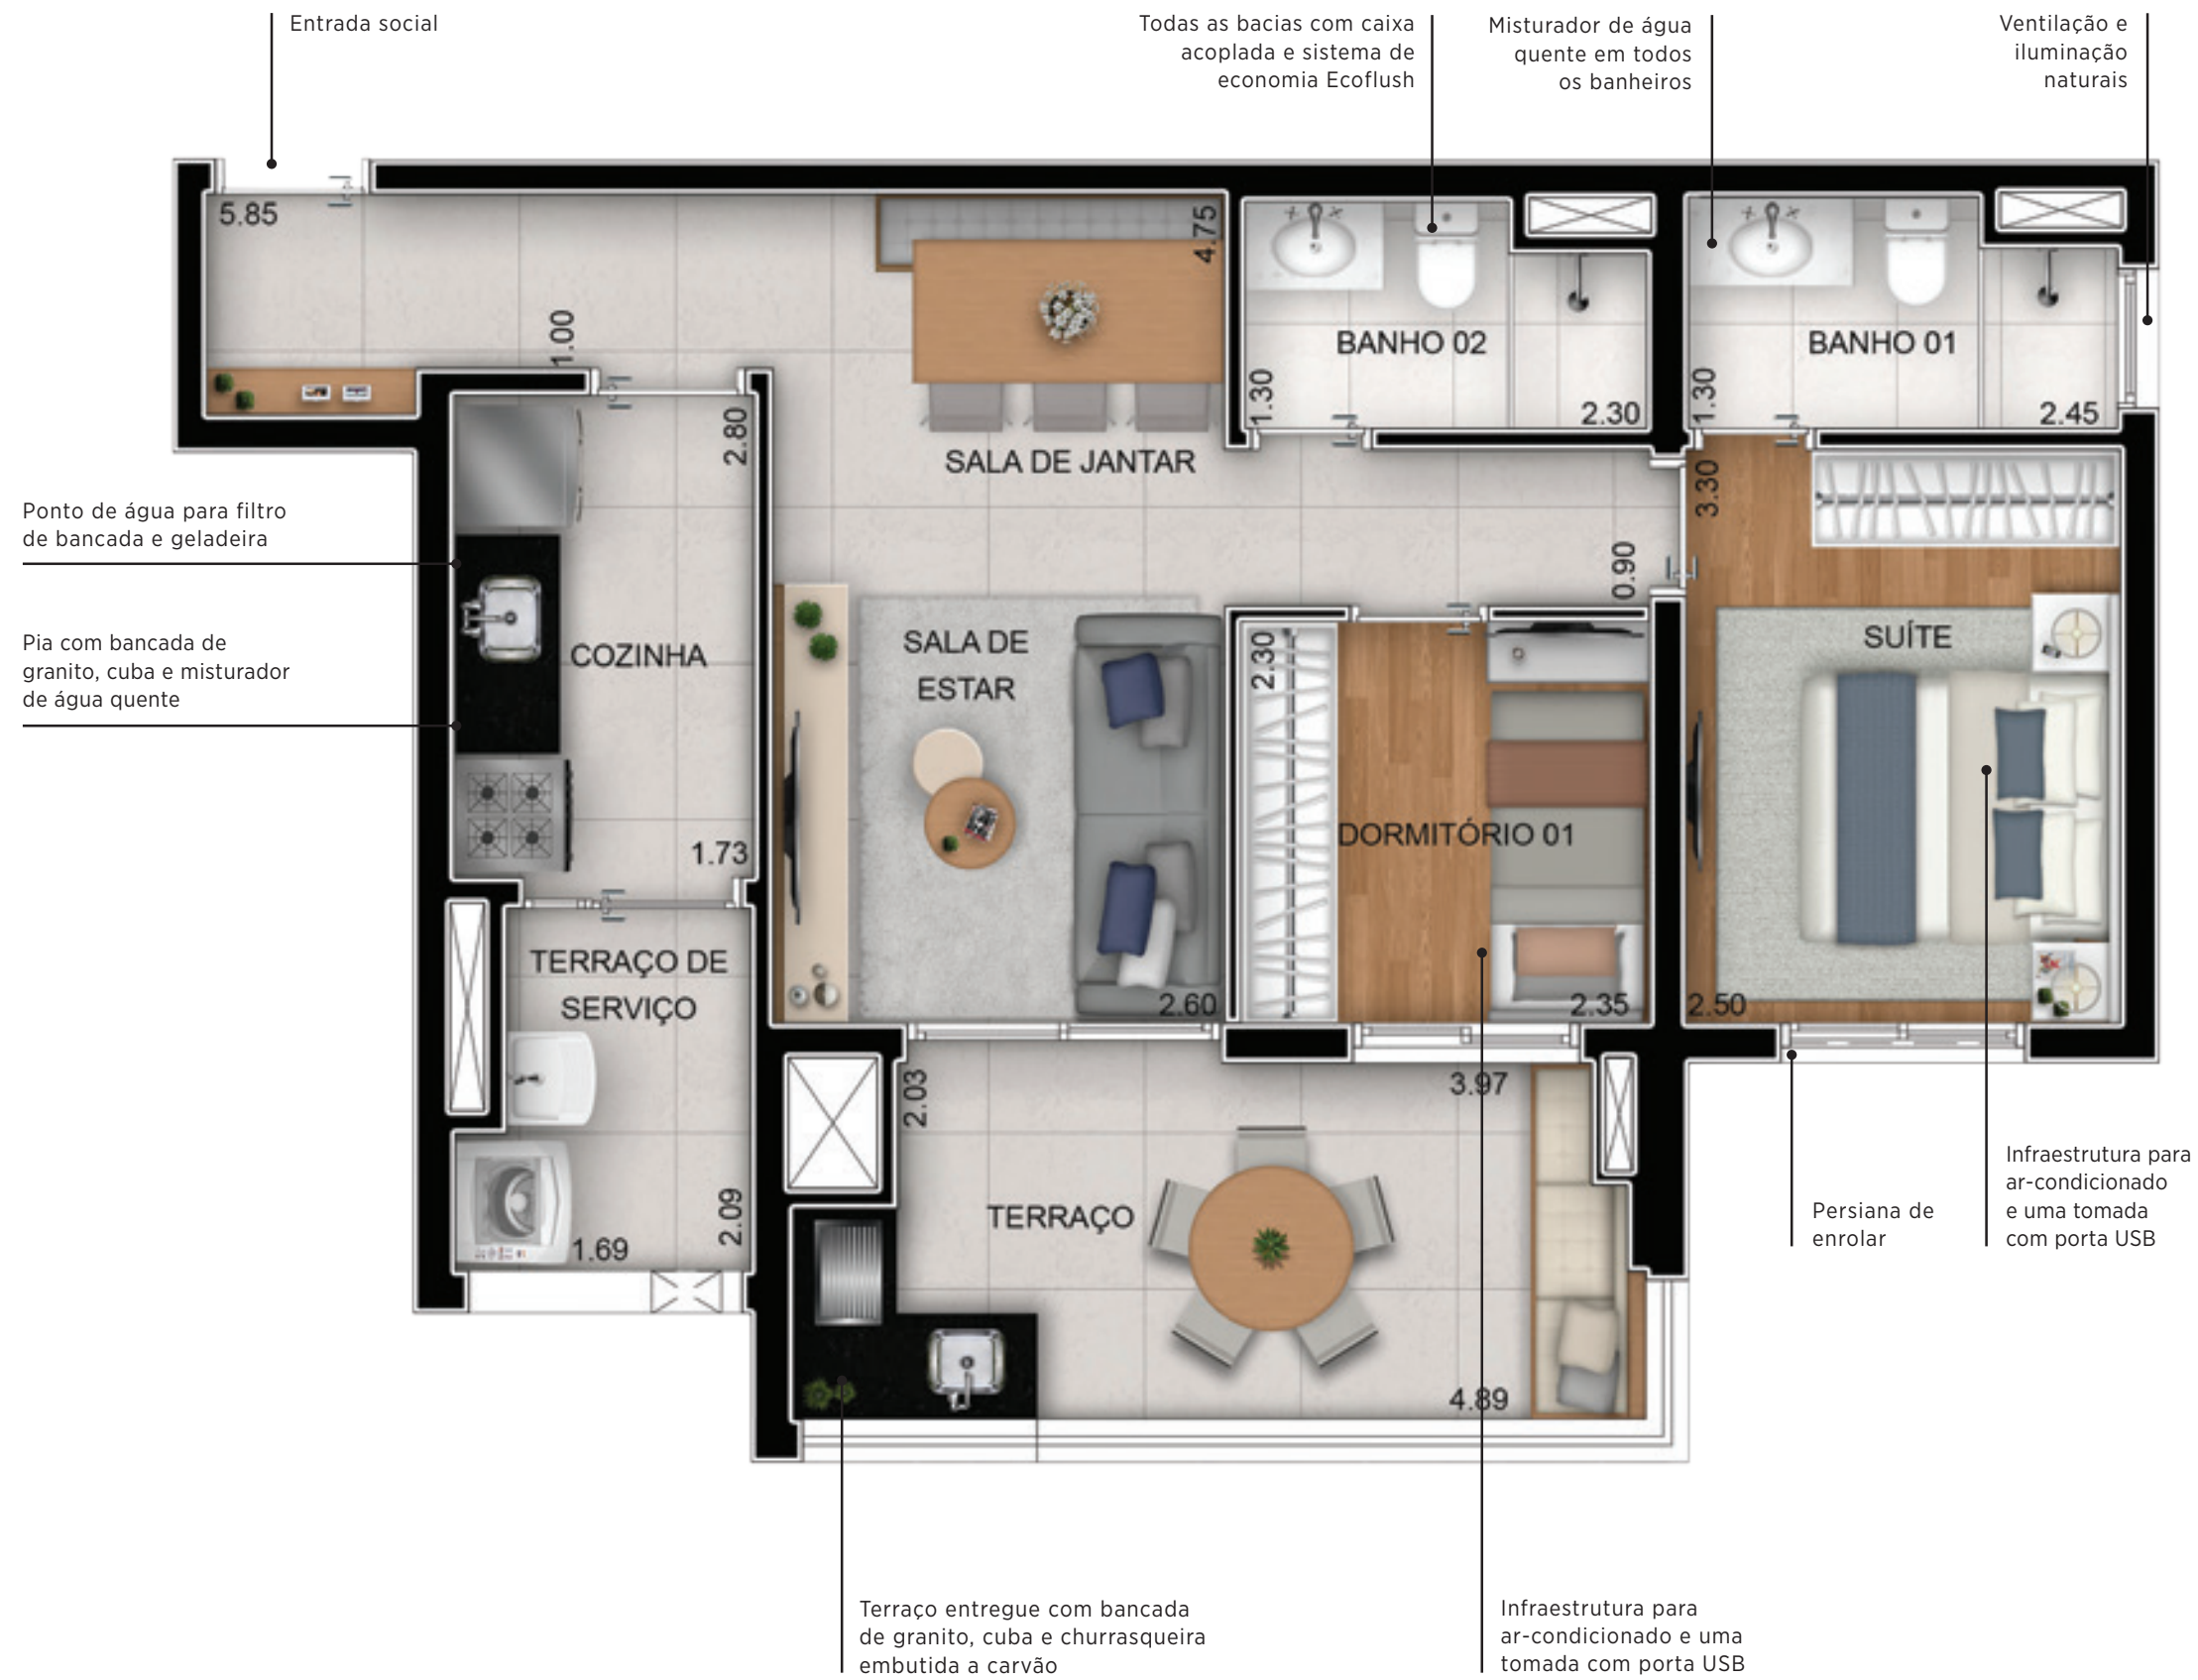 Entrada social
Todas as bacias com caixa
acoplada e sistema de
economia Ecoflush
Misturador de água
quente em todos
os banheiros
Ventilação e
iluminação
naturais
5.85
4.75
1.00
BANHO 02
1.30
2.30
BANHO 01
1.30
2.45
2.80
SALA DE JANTAR
3.30
0.90
Ponto de água para filtro
de bancada e geladeira
Pia com bancada de
granito, cuba e misturador
de água quente
COZINHA
1.73
SALA DE
ESTAR
2.60
2.30
DORMITÓRIO 01
2.35
SUÍTE
2.50
TERRAÇO DE
SERVIÇO
2.09
1.69
2.03
3.97
TERRAÇO
4.89
Persiana de
enrolar
Infraestrutura para
ar-condicionado
e uma tomada
com porta USB
Terraço entregue com bancada
de granito, cuba e churrasqueira
embutida a carvão
Infraestrutura para
ar-condicionado e uma
tomada com porta USB